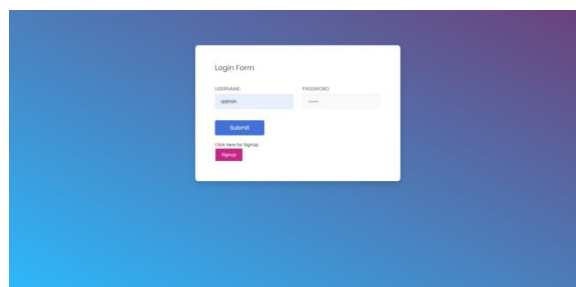 Login Form
USERNAME: PASSWORD
admin •••••
Submit
Click here for SignUp
Signup